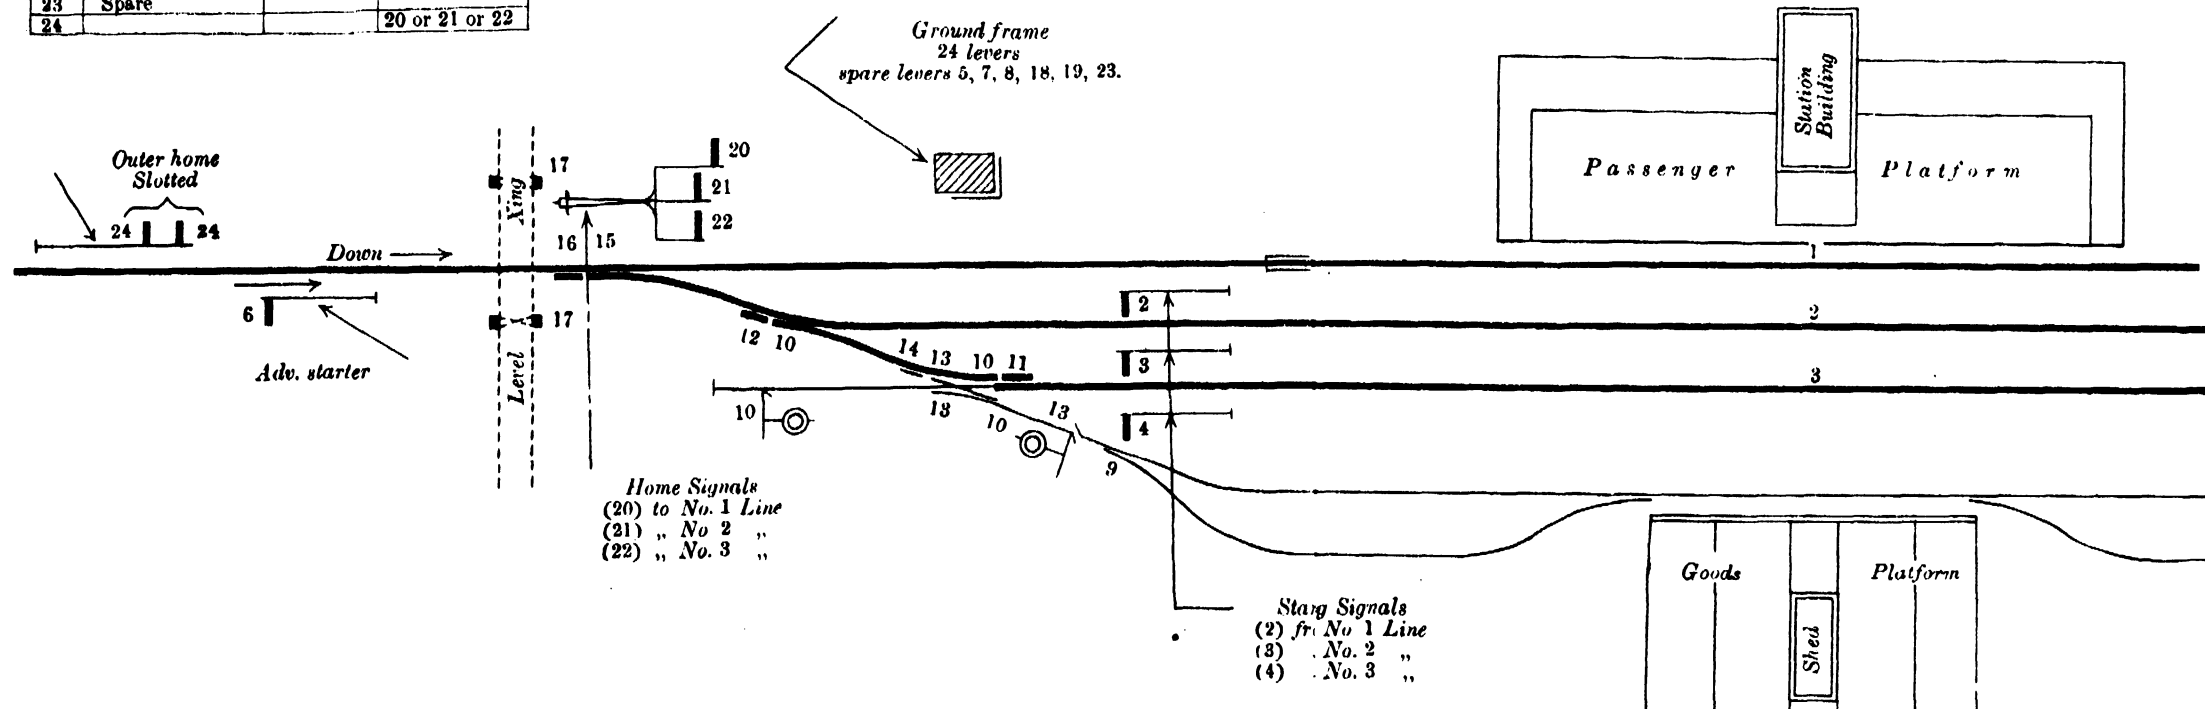 23 Spare
24 20 or 21 or 22
Ground frame
24 levers
spare levers 5, 7, 8, 18, 19, 23.
Station
Building
Passenger Platform
Outer home
Slotted
24 24
17
Xing
20
21
22
16 15
Down
1
6
17
Adv. starter
Level
2
2
12 10
14 13 10 11
3
3
10
13
10
13
4
9
Home Signals
(20) to No. 1 Line
(21) „ No 2 „
(22) „ No. 3 „
Goods Platform
Shed
Signals
(2) No 1 Line
(3) No. 2 „
(4) No. 3 „